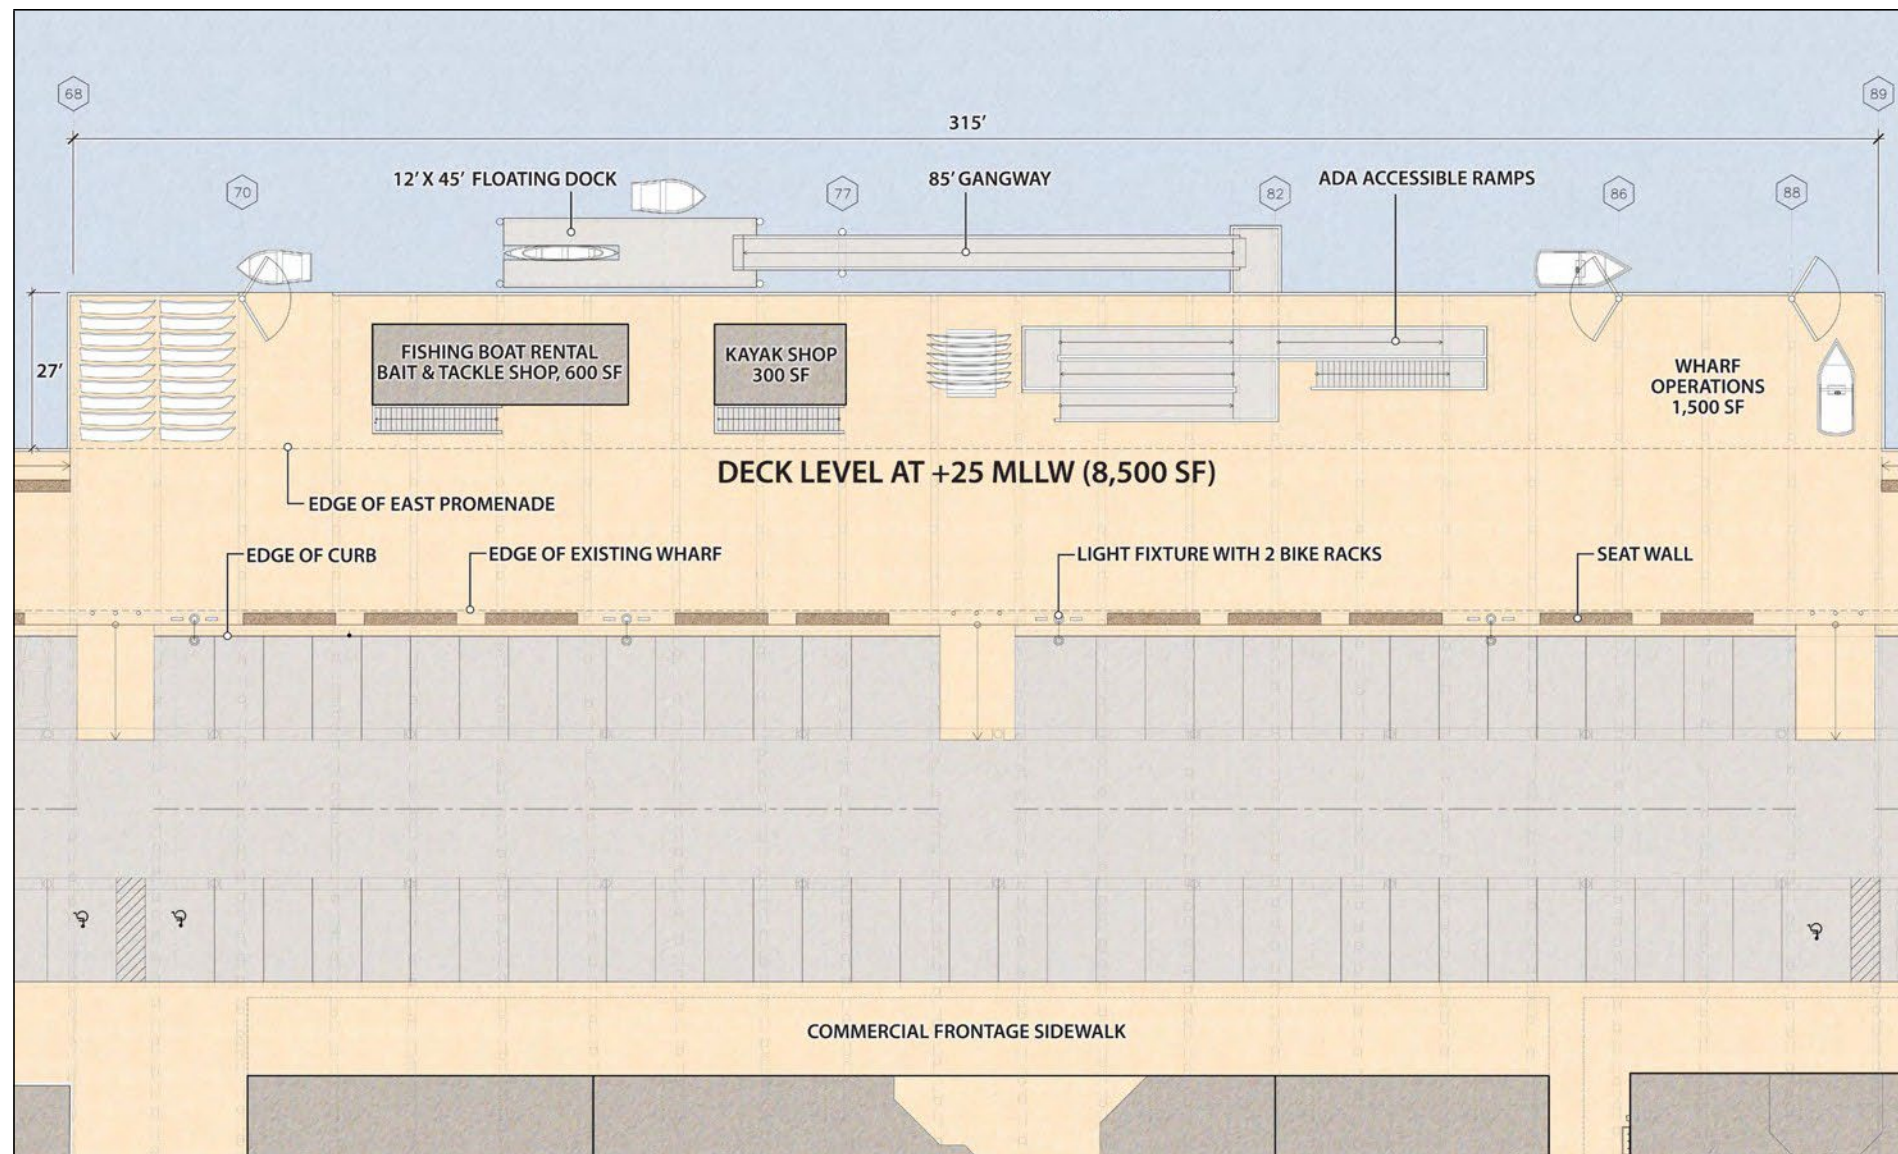 68
89
315'
12' X 45' FLOATING DOCK
85' GANGWAY
ADA ACCESSIBLE RAMPS
70
77
82
86
88
27'
FISHING BOAT RENTAL
BAIT & TACKLE SHOP, 600 SF
KAYAK SHOP
300 SF
WHARF
OPERATIONS
1,500 SF
DECK LEVEL AT +25 MLLW (8,500 SF)
EDGE OF EAST PROMENADE
EDGE OF CURB
EDGE OF EXISTING WHARF
LIGHT FIXTURE WITH 2 BIKE RACKS
SEAT WALL
COMMERCIAL FRONTAGE SIDEWALK